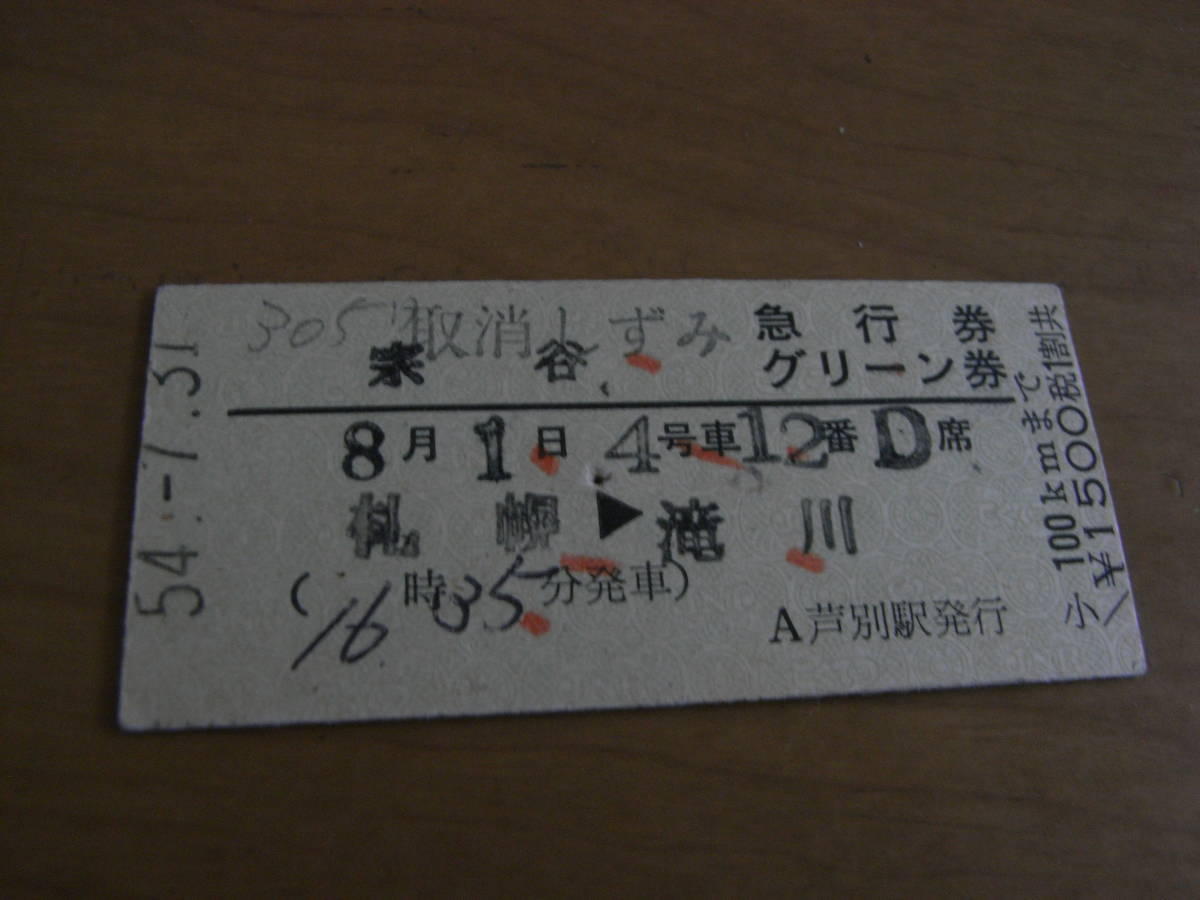 305 取消しずみ
急行券
宗谷
グリーン券
8月1日 4号車12番D席
▶滝川
(16時35分発車)
A芦別駅発行
100kmまで
¥1500 税1割共
小
54.-7.31